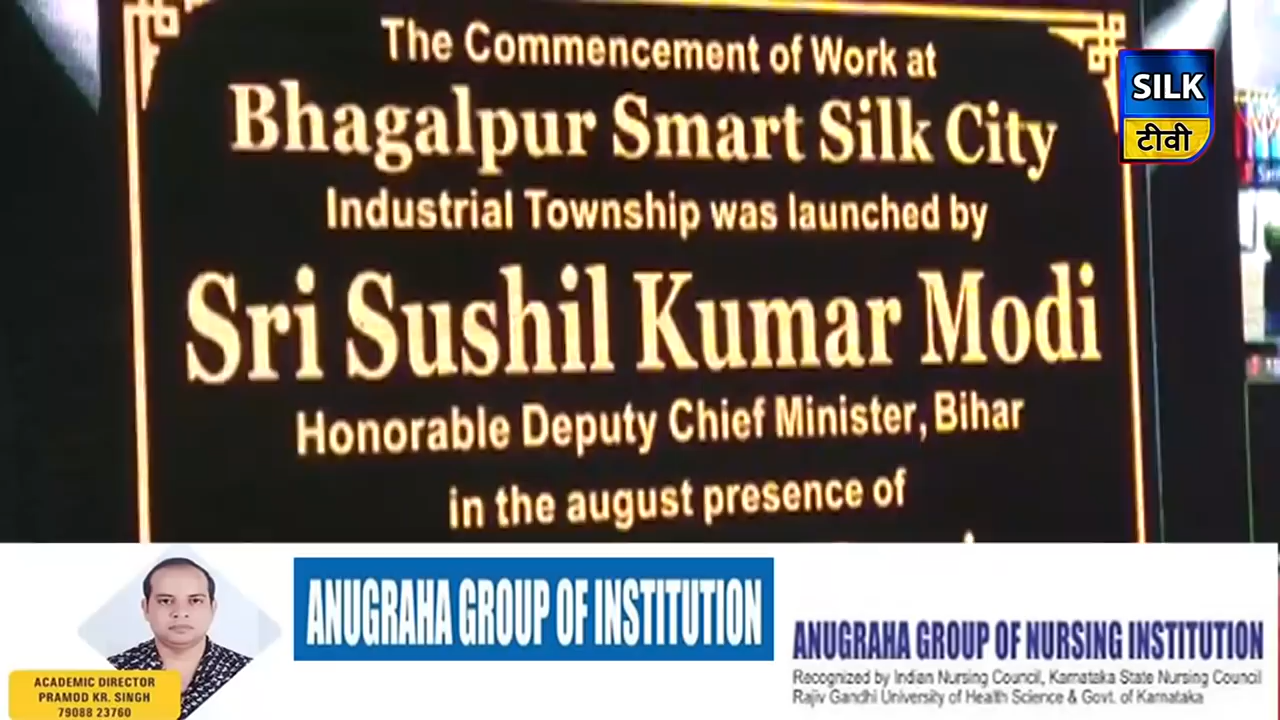 The Commencement of Work at
Bhagalpur Smart Silk City
Industrial Township was launched by
Sri Sushil Kumar Modi
Honorable Deputy Chief Minister, Bihar
in the august presence of
SILK
टीवी
ANUGRAHA GROUP OF INSTITUTION
ANUGRAHA GROUP OF NURSING INSTITUTION
Recognized by Indian Nursing Council, Karnataka State Nursing Council
Rajiv Gandhi University of Health Science & Govt. of Karnataka
ACADEMIC DIRECTOR
PRAMOD KR. SINGH
79088 23760